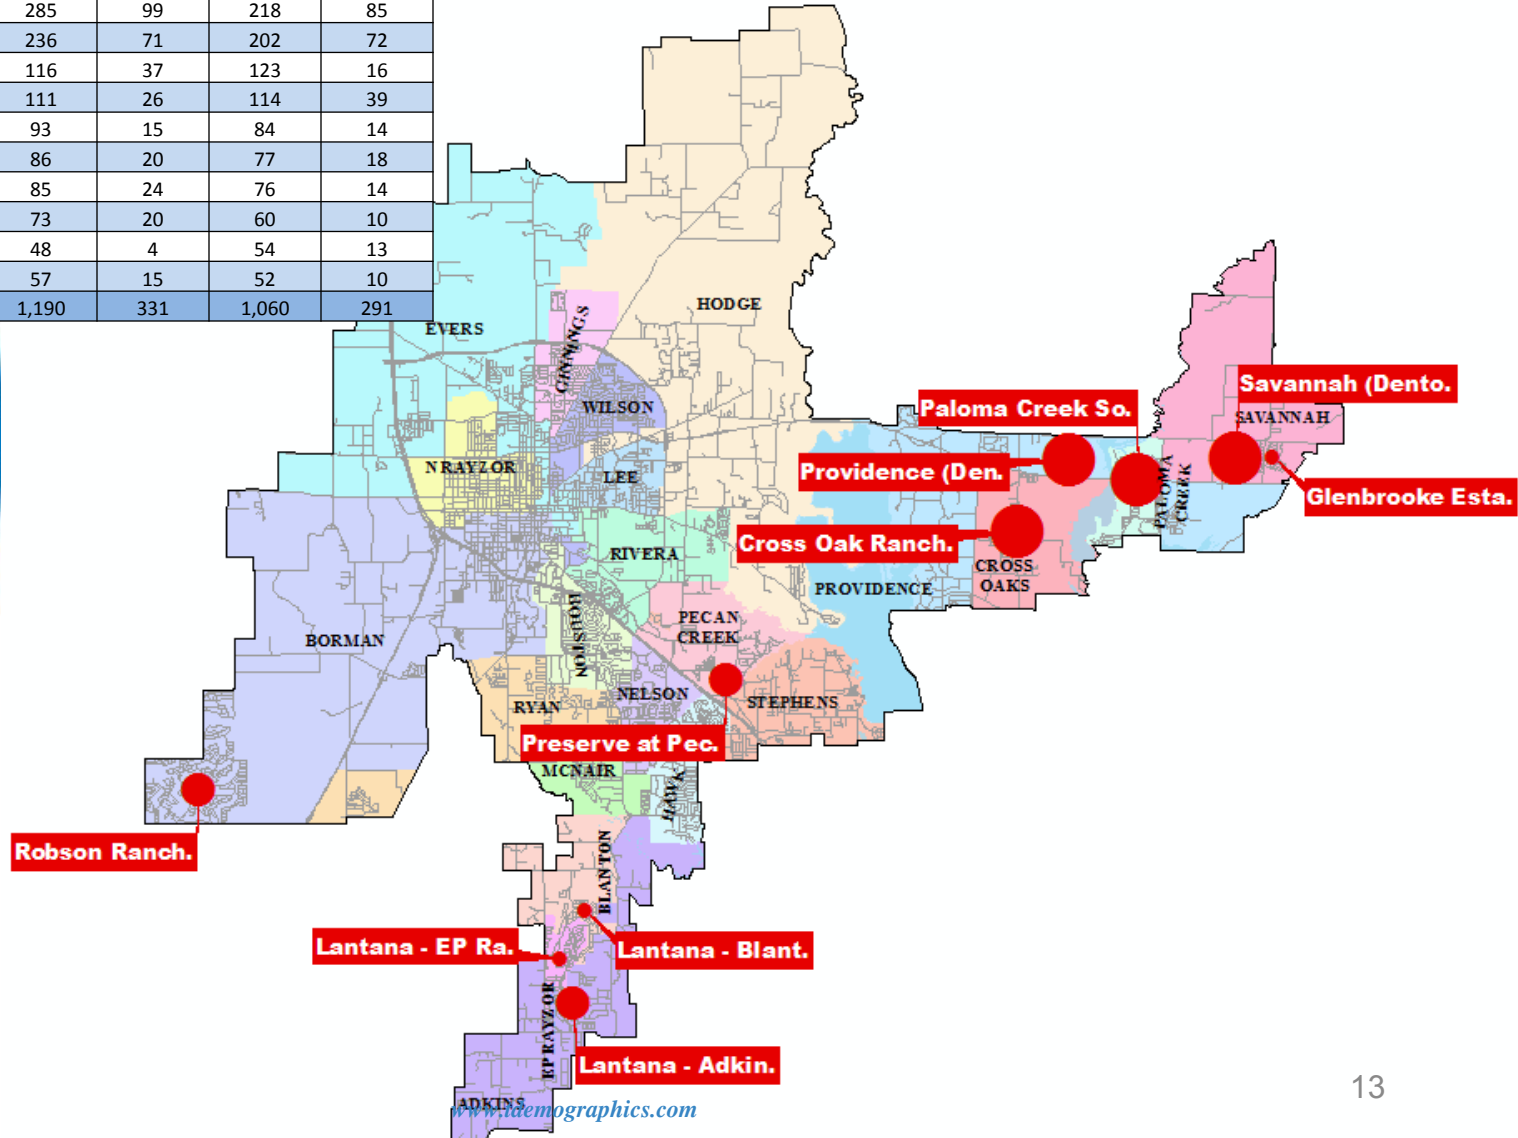 285 99 218 85
236 71 202 72
116 37 123 16
111 26 114 39
93 15 84 14
86 20 77 18
85 24 76 14
73 20 60 10
48 4 54 13
57 15 52 10
1,190 331 1,060 291
HODGE
EVERS
GINNINGS
WILSON
N RAYZOR
LEE
RIVERA
BORMAN
HOUSTON
PECAN
CREEK
NELSON
RYAN
STEPHENS
MCNAIR
HAWK
BLANTON
EP RAYZOR
ADKINS
PROVIDENCE
CROSS
OAKS
PALOMA
CREEK
SAVANNAH
Savannah (Dento.
Paloma Creek So.
Providence (Den.
Glenbrooke Esta.
Cross Oak Ranch.
Preserve at Pec.
Robson Ranch.
Lantana - EP Ra.
Lantana - Blant.
Lantana - Adkin.
www.idemographics.com
13